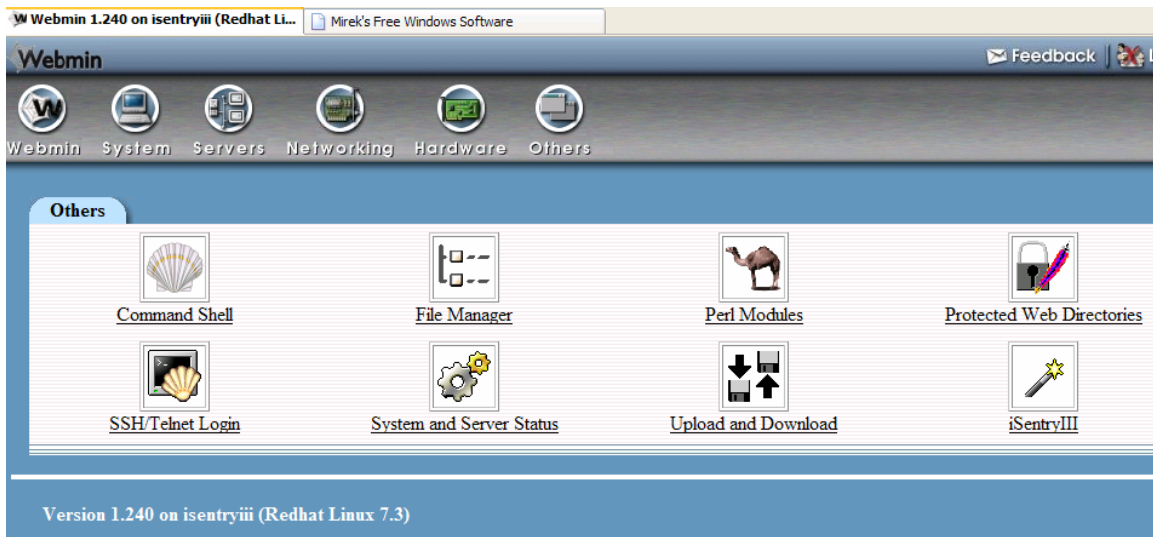 Webmin 1.240 on isentryiii (Redhat Li...
Mirek's Free Windows Software
Webmin
Feedback
Webmin System Servers Networking Hardware Others
Others
Command Shell File Manager Perl Modules Protected Web Directories
SSH/Telnet Login System and Server Status Upload and Download iSentryIII
Version 1.240 on isentryiii (Redhat Linux 7.3)